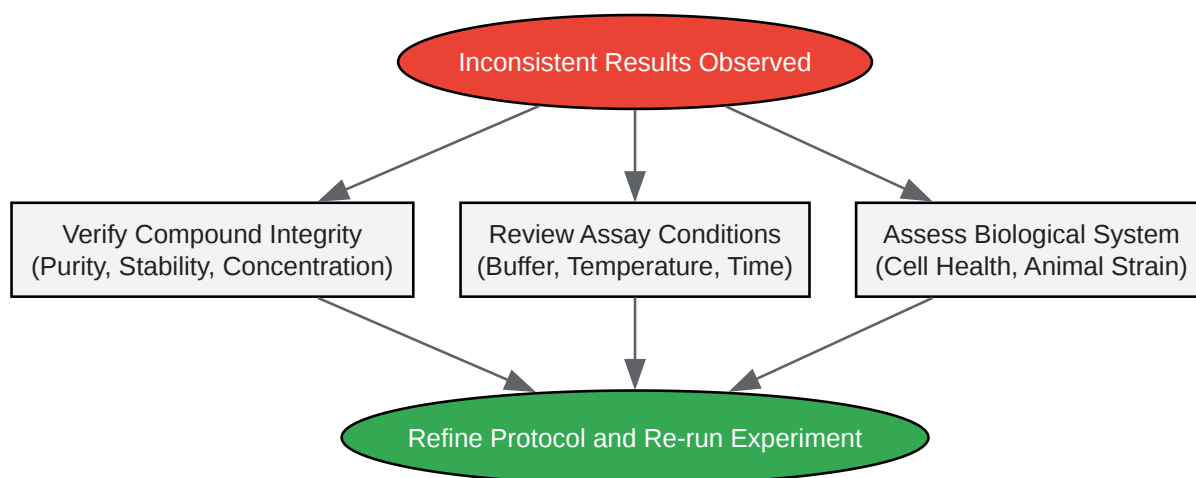 Inconsistent Results Observed
Verify Compound Integrity
(Purity, Stability, Concentration)
Review Assay Conditions
(Buffer, Temperature, Time)
Assess Biological System
(Cell Health, Animal Strain)
Refine Protocol and Re-run Experiment